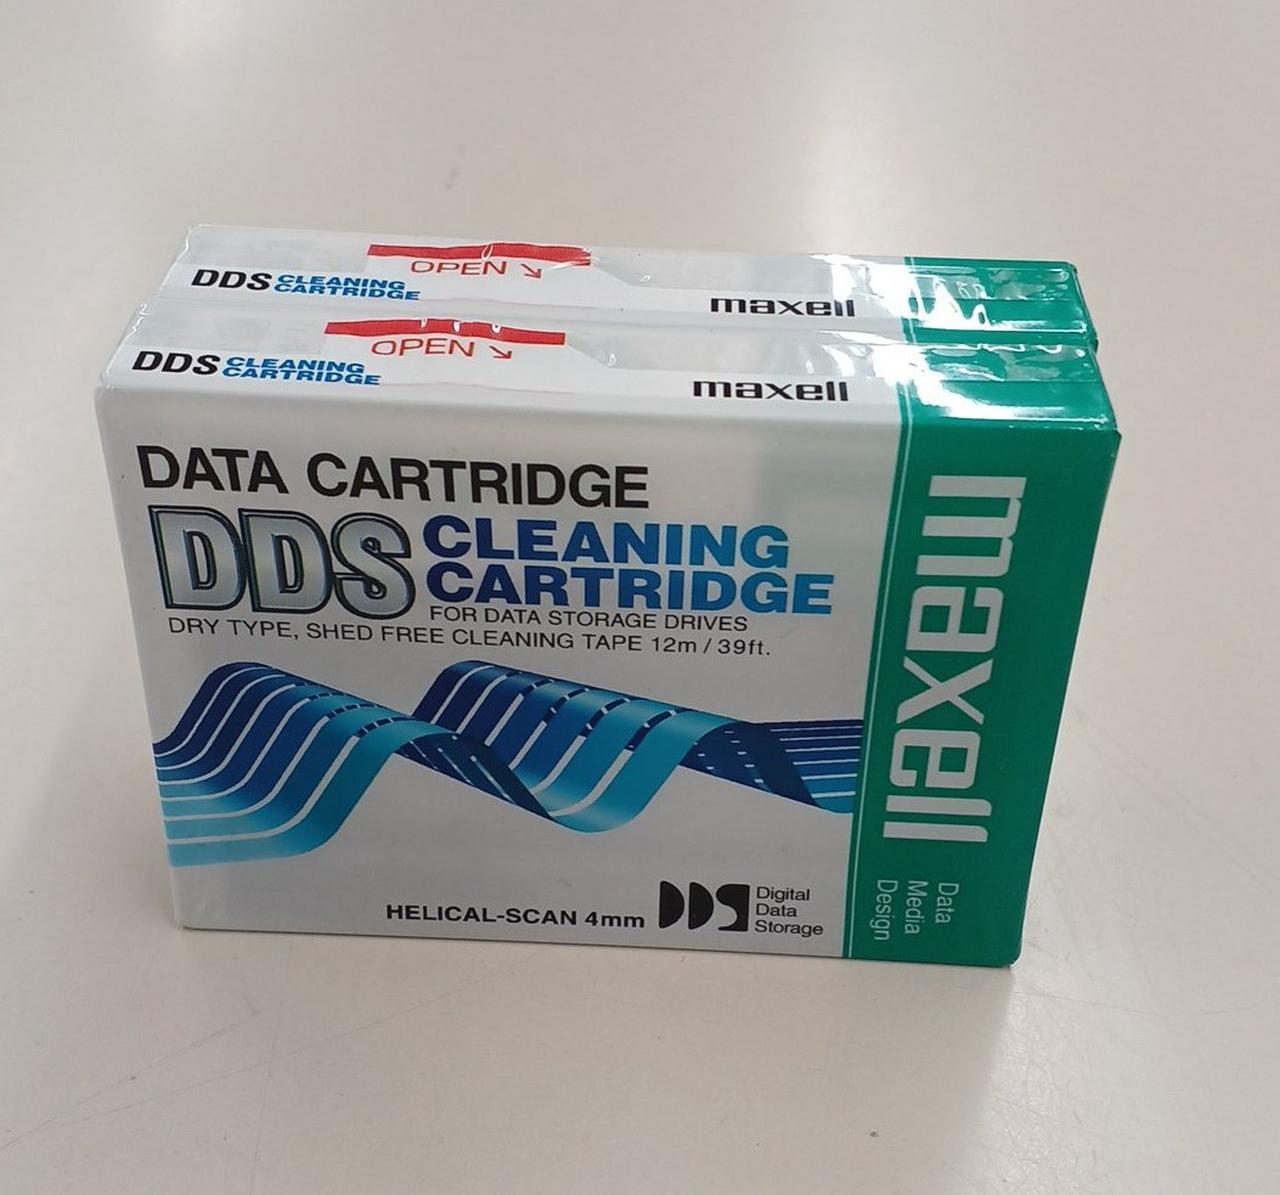 DDS CLEANING
CARTRIDGE
OPEN ↘
maxell
DDS CLEANING
CARTRIDGE
OPEN ↘
maxell
DATA CARTRIDGE
DDS CLEANING
CARTRIDGE
FOR DATA STORAGE DRIVES
DRY TYPE, SHED FREE CLEANING TAPE 12m / 39ft.
HELICAL-SCAN 4mm
DDS
Digital
Data
Storage
maxell
Data
Media
Design